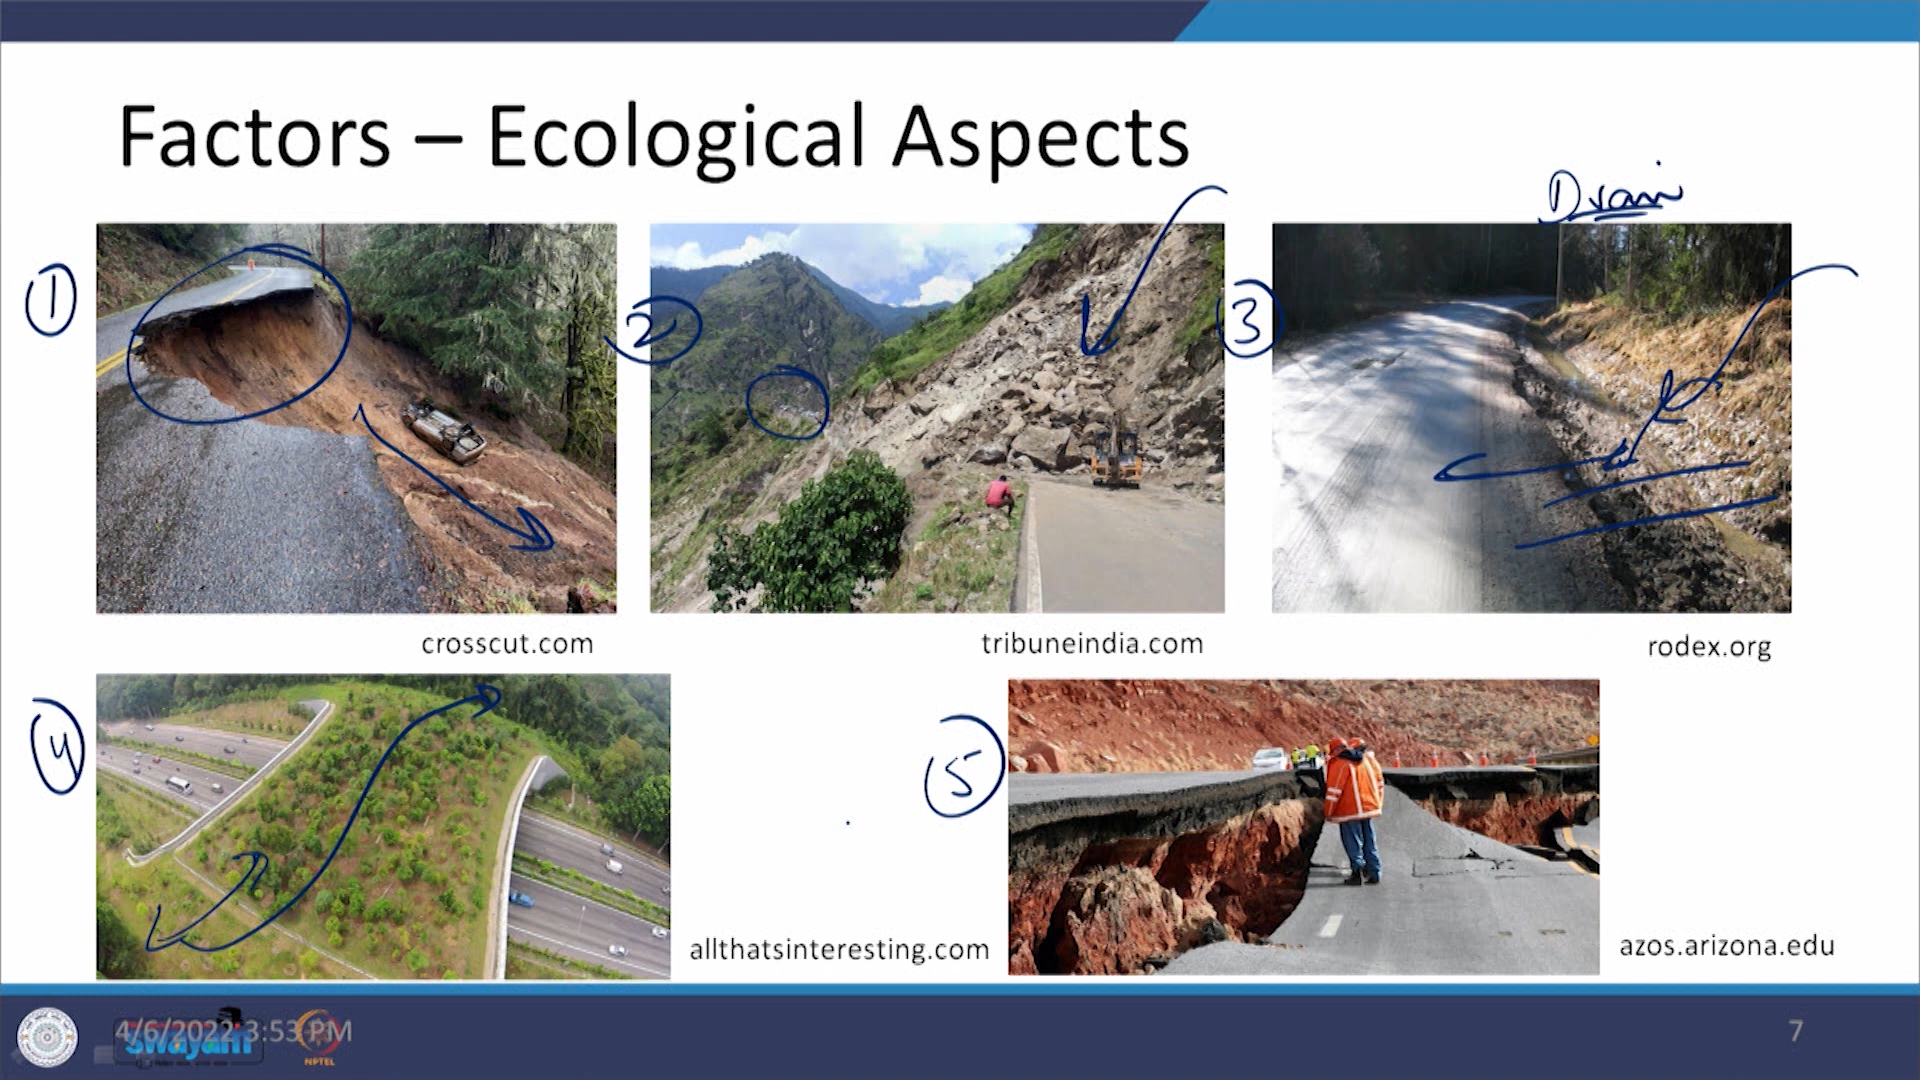 Factors – Ecological Aspects
Drain
1
2
3
crosscut.com
tribuneindia.com
rodex.org
4
5
allthatsinteresting.com
azos.arizona.edu
4/6/2022 3:53 PM
swayam
NPTEL
7